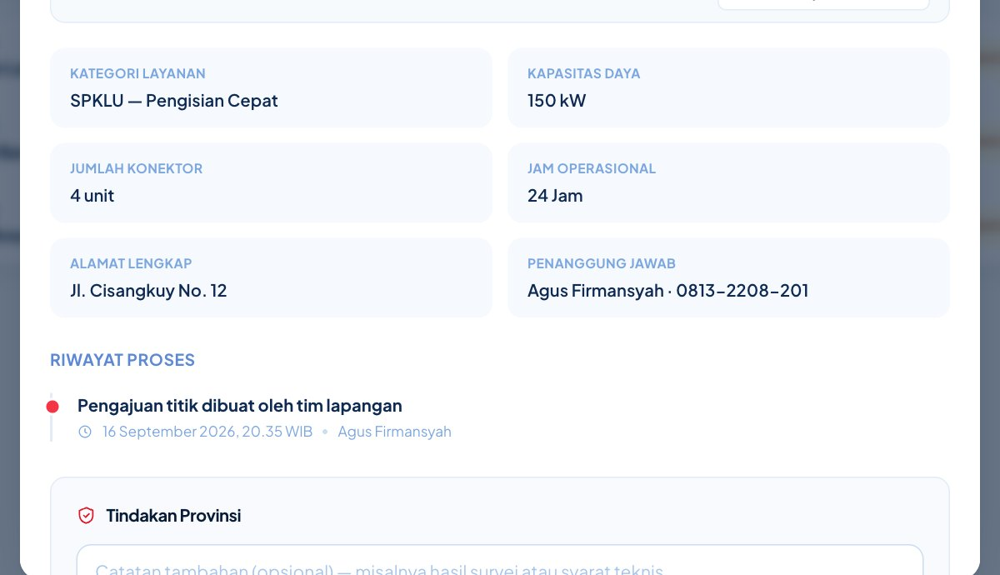 KATEGORI LAYANAN
SPKLU — Pengisian Cepat
KAPASITAS DAYA
150 kW
JUMLAH KONEKTOR
4 unit
JAM OPERASIONAL
24 Jam
ALAMAT LENGKAP
Jl. Cisangkuy No. 12
PENANGGUNG JAWAB
Agus Firmansyah · 0813-2208-201
RIWAYAT PROSES
Pengajuan titik dibuat oleh tim lapangan
16 September 2026, 20.35 WIB • Agus Firmansyah
Tindakan Provinsi
Catatan tambahan (opsional) — misalnya hasil survei atau syarat teknis